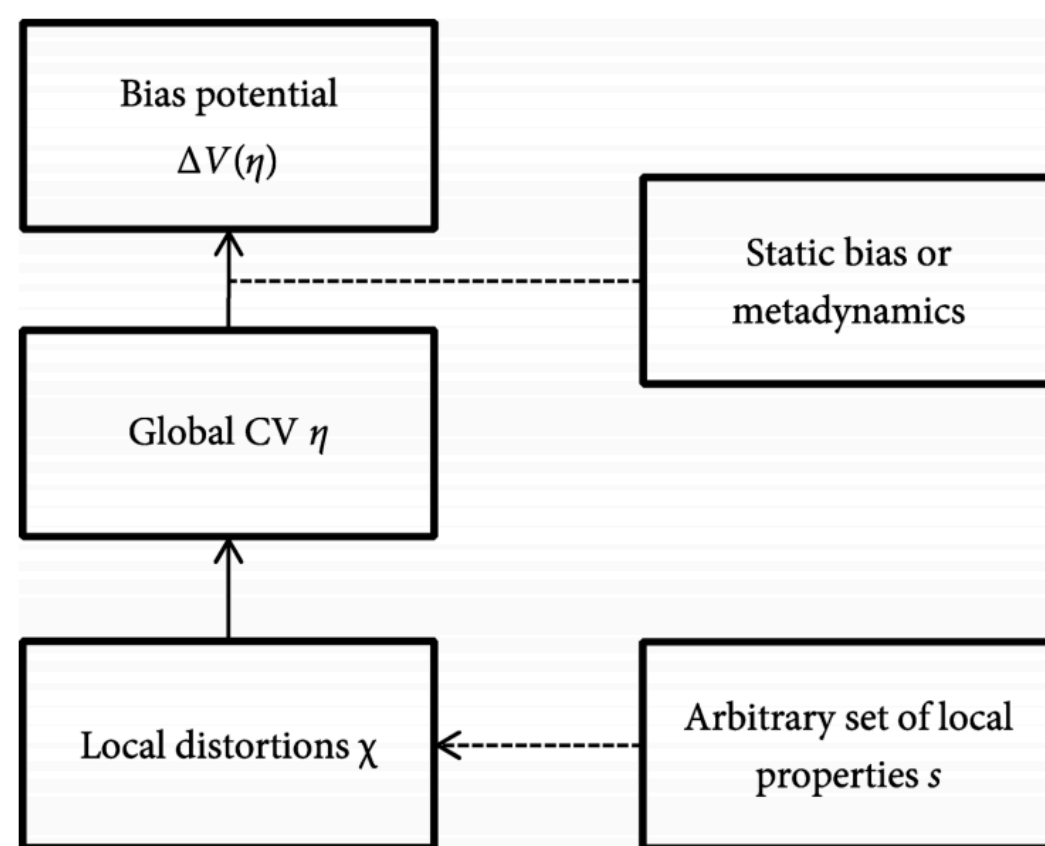 Bias potential
ΔV(η)
Static bias or
metadynamics
Global CV η
Local distortions χ
Arbitrary set of local
properties s